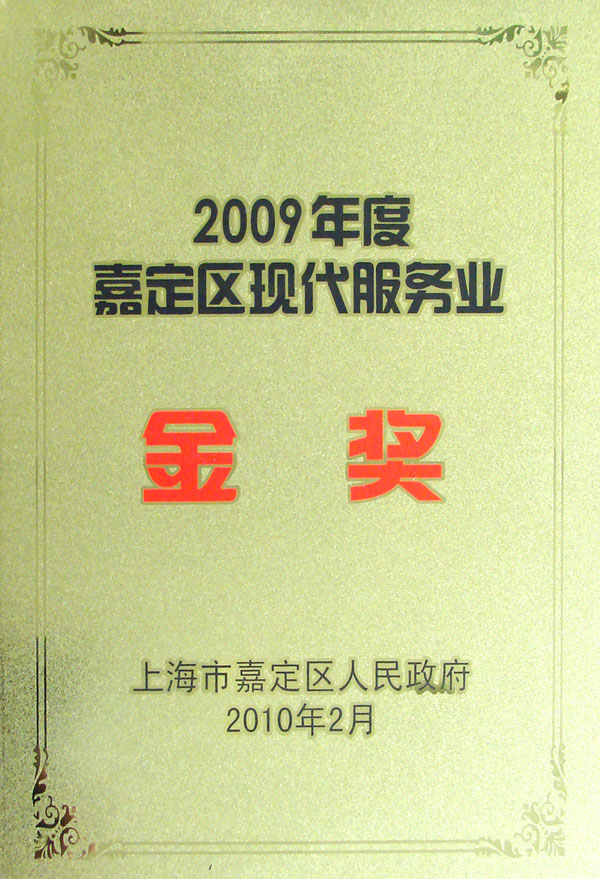 2009年度
嘉定区现代服务业
金奖
上海市嘉定区人民政府
2010年2月